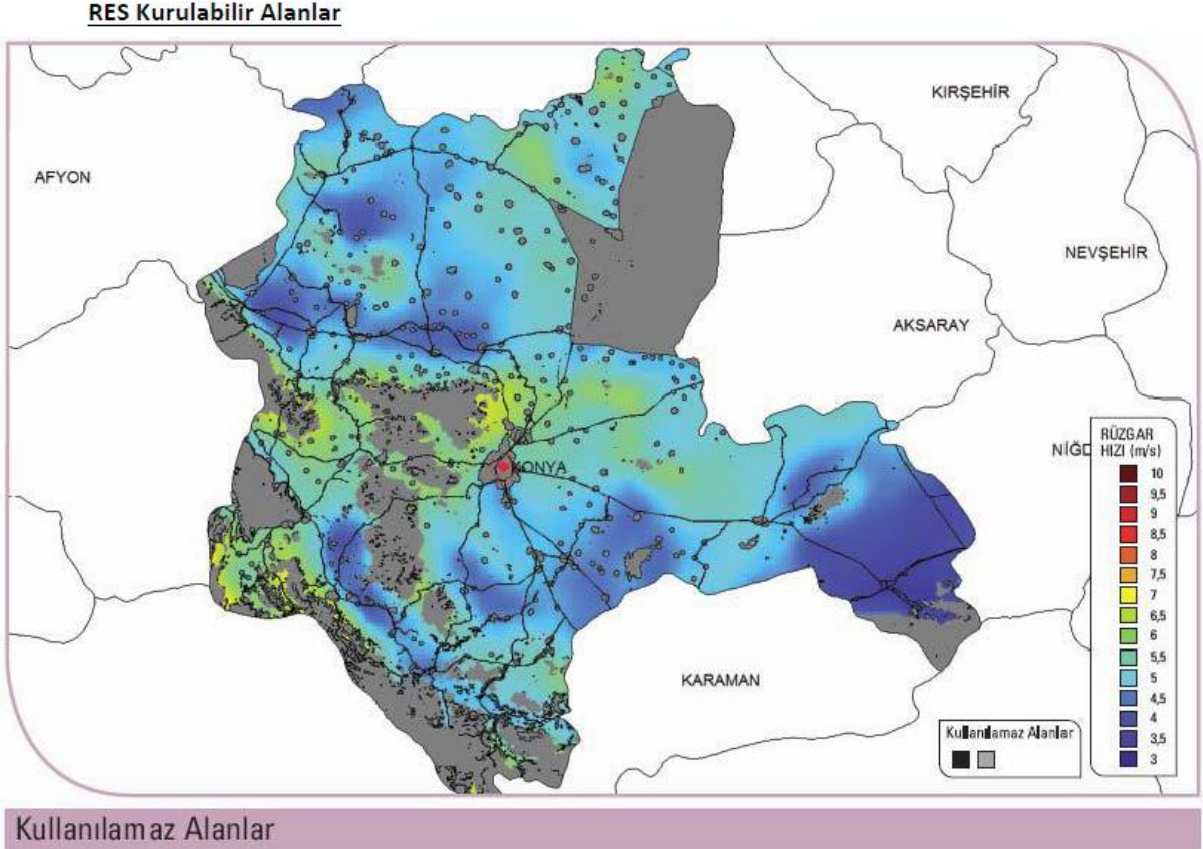 RES Kurulabilir Alanlar
KIRŞEHİR
AFYON
NEVŞEHİR
AKSARAY
RÜZGAR
HIZI (m/s)
NİĞD
KONYA
10
9,5
9
8,5
8
7,5
7
6,5
6
5,5
5
4,5
4
3,5
3
KARAMAN
Kullanılamaz Alanlar
Kullanılamaz Alanlar